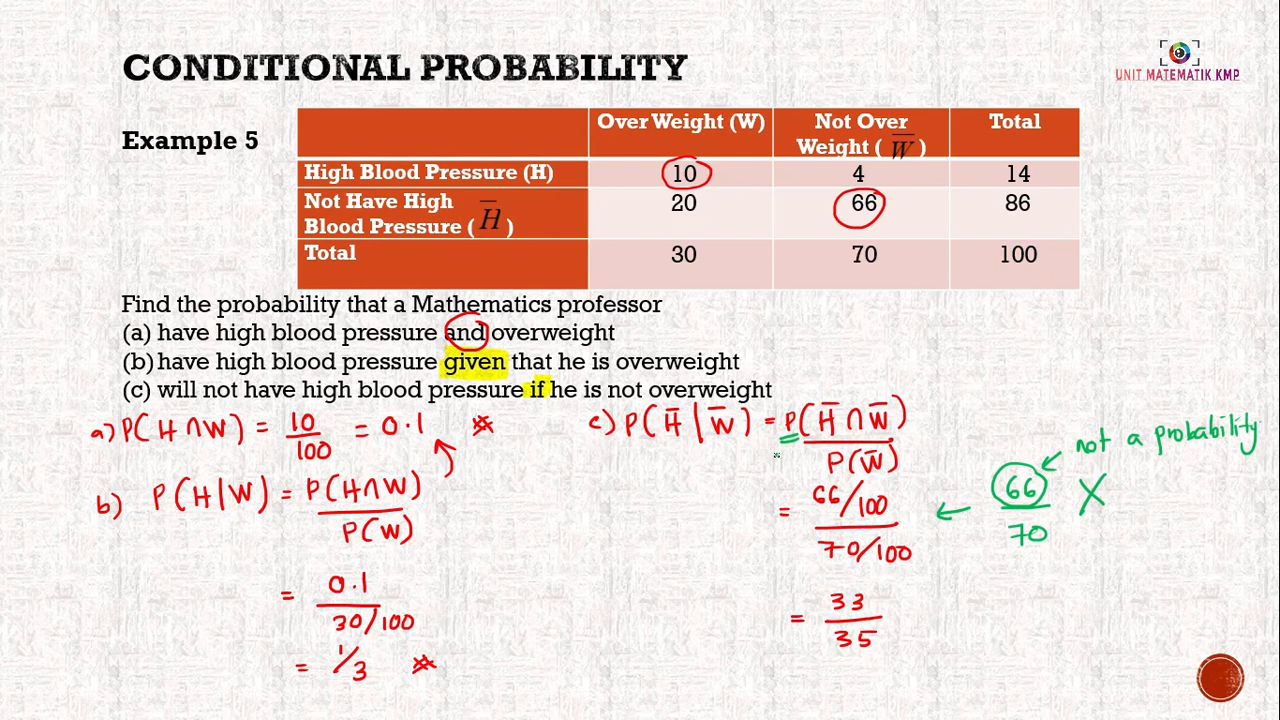 CONDITIONAL PROBABILITY
UNIT MATEMATIK KMP
Example 5
Over Weight (W) Not Over Weight ( W̅ ) Total
High Blood Pressure (H) 10 4 14
Not Have High Blood Pressure ( H̅ ) 20 66 86
Total 30 70 100
Find the probability that a Mathematics professor
(a) have high blood pressure and overweight
(b) have high blood pressure given that he is overweight
(c) will not have high blood pressure if he is not overweight
a) P(H ∩ W) = 10/100 = 0.1
b) P(H|W) = P(H∩W) / P(W)
= 0.1 / 30/100
= 1/3
c) P(H̅ | W̅) = P(H̅ ∩ W̅) / P(W̅)
= 66/100 / 70/100
= 33/35
not a probability
66/70 X